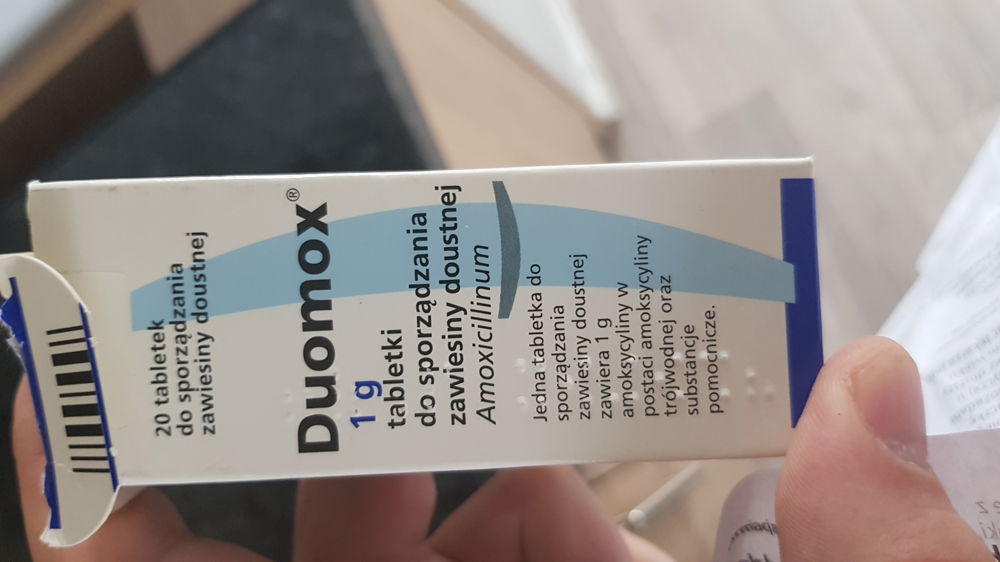 20 tabletek
do sporządzania
zawiesiny doustnej
Duomox®
1 g
tabletki
do sporządzania
zawiesiny doustnej
Amoxicillinum
Jedna tabletka do
sporządzania
zawiesiny doustnej
zawiera 1 g
amoksycyliny w
postaci amoksycyliny
trójwodnej oraz
substancje
pomocnicze.